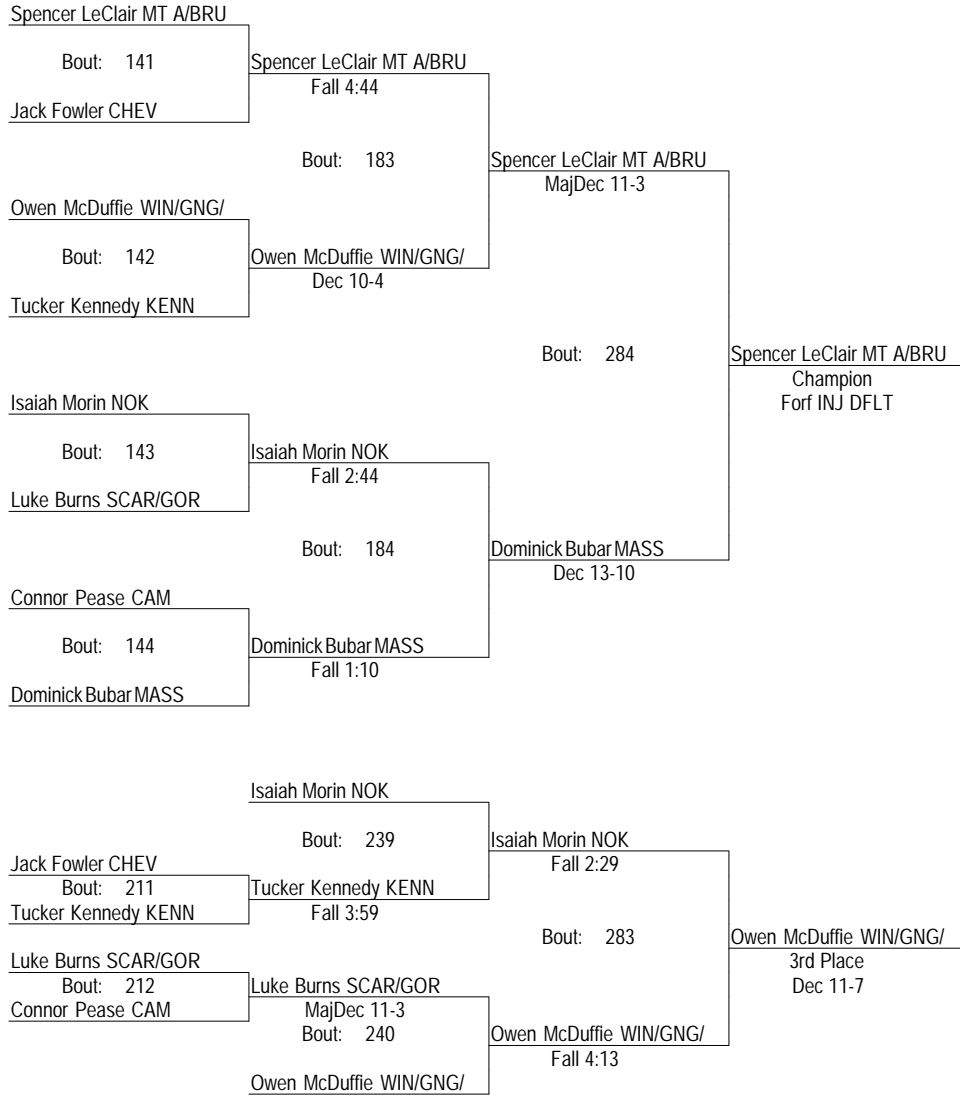 Spencer LeClair MT A/BRU
Bout: 141
Spencer LeClair MT A/BRU
Fall 4:44
Jack Fowler CHEV
Bout: 183
Spencer LeClair MT A/BRU
MajDec 11-3
Owen McDuffie WIN/GNG/
Bout: 142
Owen McDuffie WIN/GNG/
Dec 10-4
Tucker Kennedy KENN
Bout: 284
Spencer LeClair MT A/BRU
Champion
Forf INJ DFLT
Isaiah Morin NOK
Bout: 143
Isaiah Morin NOK
Fall 2:44
Luke Burns SCAR/GOR
Bout: 184
Dominick Bubar MASS
Dec 13-10
Connor Pease CAM
Bout: 144
Dominick Bubar MASS
Fall 1:10
Dominick Bubar MASS
Isaiah Morin NOK
Bout: 239
Isaiah Morin NOK
Fall 2:29
Jack Fowler CHEV
Bout: 211
Tucker Kennedy KENN
Tucker Kennedy KENN
Fall 3:59
Bout: 283
Owen McDuffie WIN/GNG/
3rd Place
Dec 11-7
Luke Burns SCAR/GOR
Bout: 212
Luke Burns SCAR/GOR
Connor Pease CAM
MajDec 11-3
Bout: 240
Owen McDuffie WIN/GNG/
Fall 4:13
Owen McDuffie WIN/GNG/